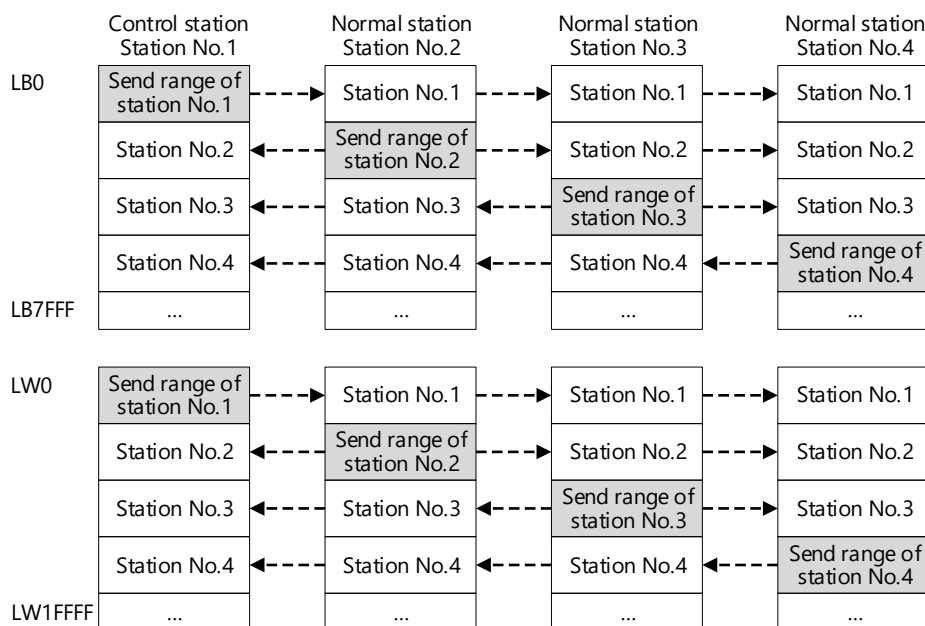 Control station
Station No.1
Normal station
Station No.2
Normal station
Station No.3
Normal station
Station No.4
LB0
Send range of
station No.1
Station No.1
Station No.1
Station No.1
Station No.2
Send range of
station No.2
Station No.2
Station No.2
Station No.3
Station No.3
Send range of
station No.3
Station No.3
Station No.4
Station No.4
Station No.4
Send range of
station No.4
LB7FFF
...
...
...
...
LW0
Send range of
station No.1
Station No.1
Station No.1
Station No.1
Station No.2
Send range of
station No.2
Station No.2
Station No.2
Station No.3
Station No.3
Send range of
station No.3
Station No.3
Station No.4
Station No.4
Station No.4
Send range of
station No.4
LW1FFFF
...
...
...
...